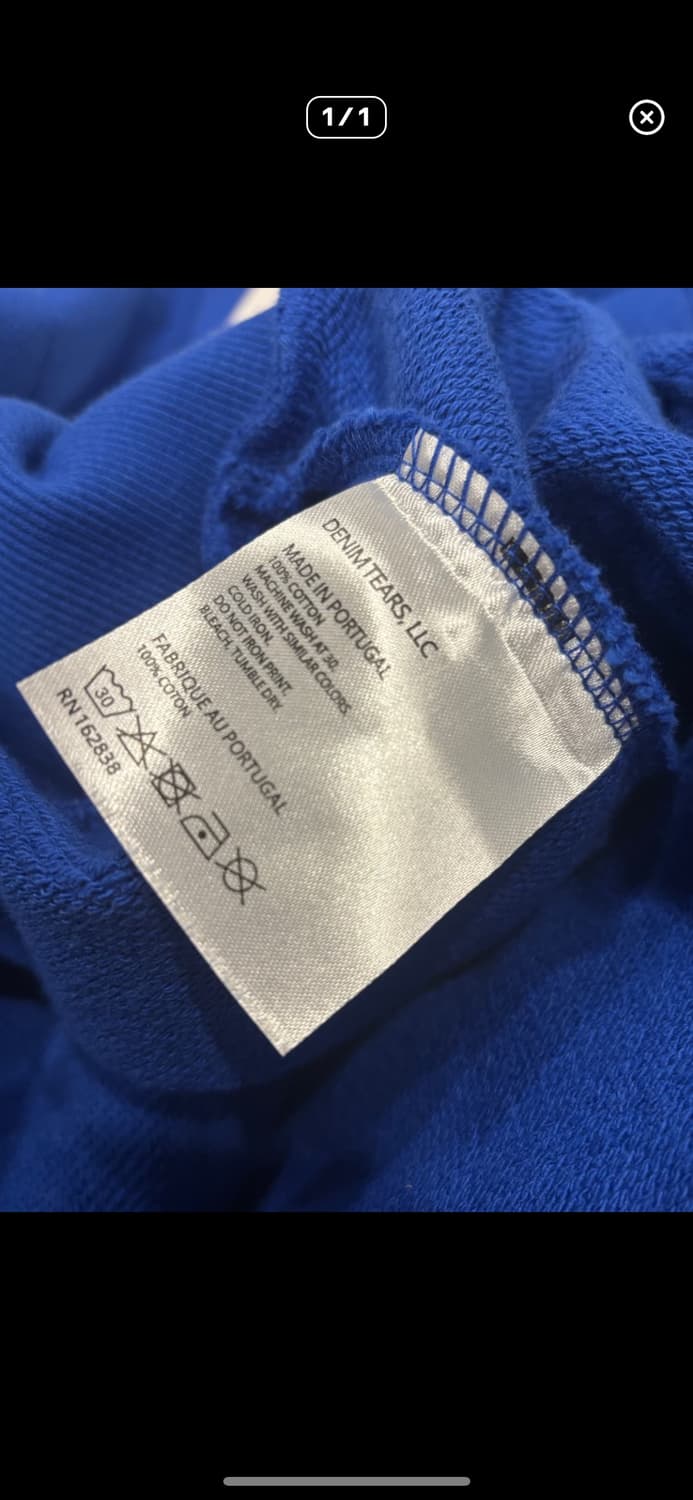 1/1
DENIM TEARS, LLC
MADE IN PORTUGAL
100% COTTON
MACHINE WASH AT 30.
WASH WITH SIMILAR COLORS.
COLD IRON.
DO NOT IRON PRINT.
BLEACH. TUMBLE DRY.
FABRIQUE AU PORTUGAL
100% COTON
30
RN 162838